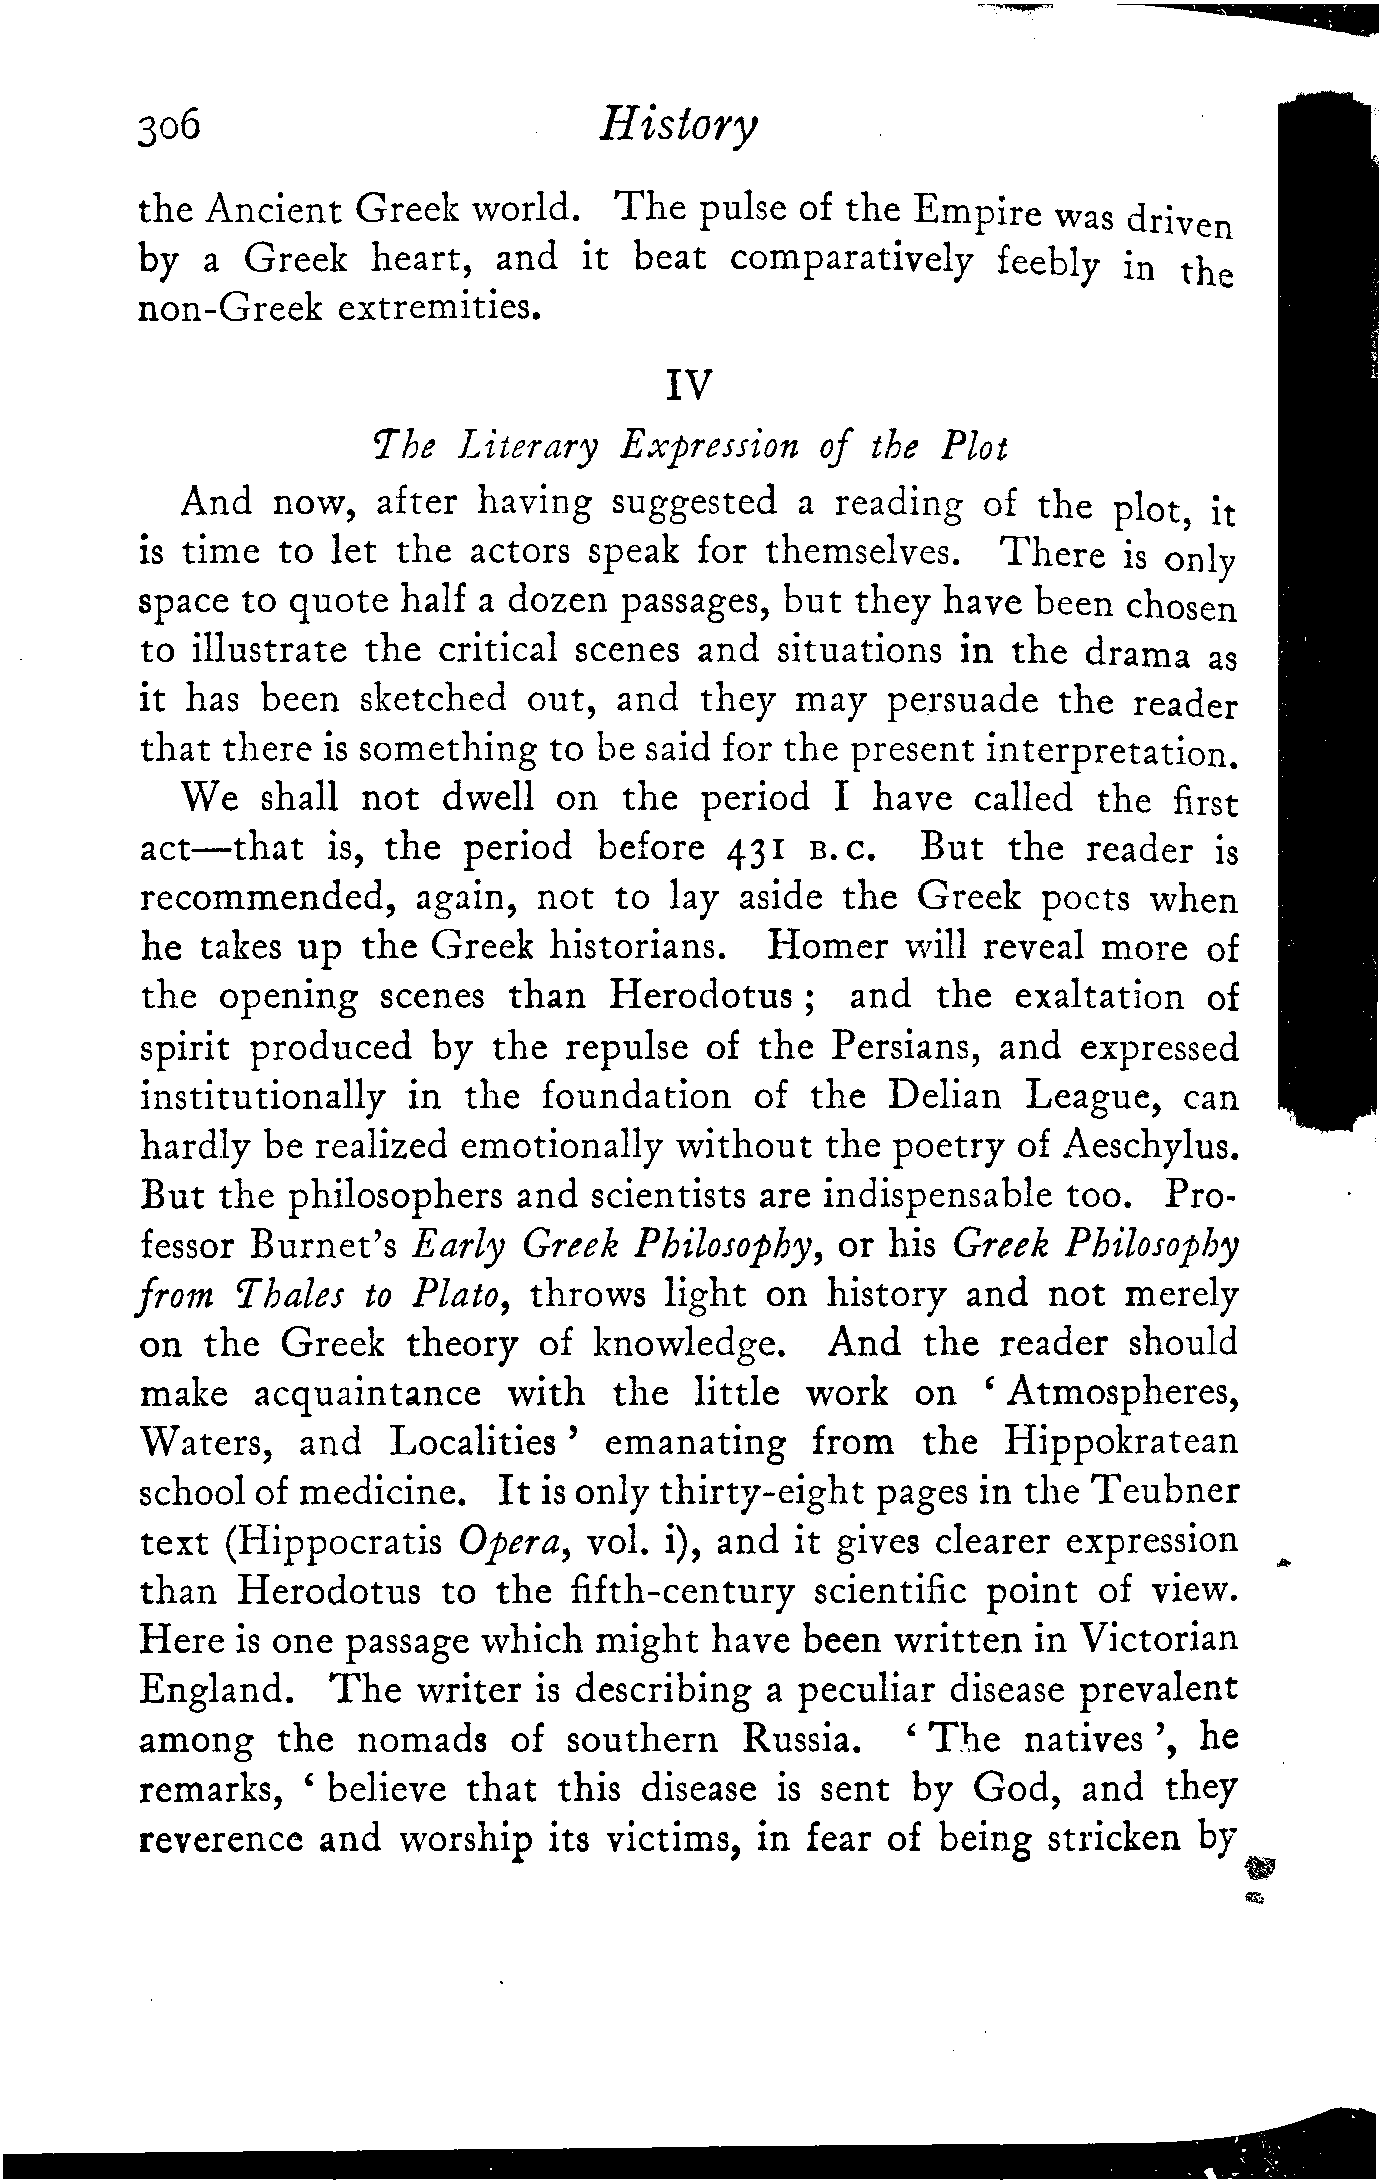 306 History
the Ancient Greek world. The pulse of the Empire was driven
by a Greek heart, and it beat comparatively feebly in the
non-Greek extremities.
IV
The Literary Expression of the Plot
And now, after having suggested a reading of the plot, it
is time to let the actors speak for themselves. There is only
space to quote half a dozen passages, but they have been chosen
to illustrate the critical scenes and situations in the drama as
it has been sketched out, and they may persuade the reader
that there is something to be said for the present interpretation.
We shall not dwell on the period I have called the first
act—that is, the period before 431 B.C. But the reader is
recommended, again, not to lay aside the Greek poets when
he takes up the Greek historians. Homer will reveal more of
the opening scenes than Herodotus ; and the exaltation of
spirit produced by the repulse of the Persians, and expressed
institutionally in the foundation of the Delian League, can
hardly be realized emotionally without the poetry of Aeschylus.
But the philosophers and scientists are indispensable too. Pro-
fessor Burnet's Early Greek Philosophy, or his Greek Philosophy
from Thales to Plato, throws light on history and not merely
on the Greek theory of knowledge. And the reader should
make acquaintance with the little work on ‘ Atmospheres,
Waters, and Localities ’ emanating from the Hippokratean
school of medicine. It is only thirty-eight pages in the Teubner
text (Hippocratis Opera, vol. i), and it gives clearer expression
than Herodotus to the fifth-century scientific point of view.
Here is one passage which might have been written in Victorian
England. The writer is describing a peculiar disease prevalent
among the nomads of southern Russia. ‘ The natives ’, he
remarks, ‘ believe that this disease is sent by God, and they
reverence and worship its victims, in fear of being stricken by